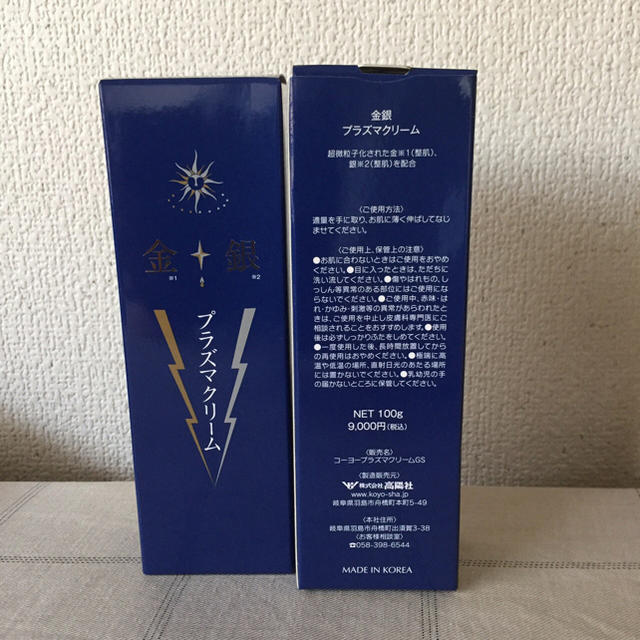 金 銀
※1 ※2
プラズマクリーム
金銀
プラズマクリーム
超微粒子化された金※1(整肌)、
銀※2(整肌)を配合
〈ご使用方法〉
適量を手に取り、お肌に薄く伸ばしてなじ
ませてください。
〈ご使用上、保管上の注意〉
●お肌に合わないときはご使用をおやめ
ください。●目に入ったときは、ただちに
洗い流してください。●傷やはれもの、し
っしん等異常のある部位にはご使用にな
らないでください。●ご使用中、赤味・は
れ・かゆみ・刺激等の異常があらわれたと
きは、ご使用を中止し皮膚科専門医にご
相談されることをおすすめします。●使用
後は必ずしっかりふたをしめてください。
●一度使用した後、長時間放置してから
の再使用はおやめください。●極端に高
温や低温の場所、直射日光のあたる場所
には置かないでください。●乳幼児の手
の届かないところに保管してください。
NET 100g
9,000円(税込)
〈販売名〉
コーヨープラズマクリームGS
〈製造販売元〉
株式会社高陽社
www.koyo-sha.jp
岐阜県羽島市舟橋町本町5-49
〈本社住所〉
岐阜県羽島市舟橋町出須賀3-38
〈お客様相談室〉
☎058-398-6544
MADE IN KOREA